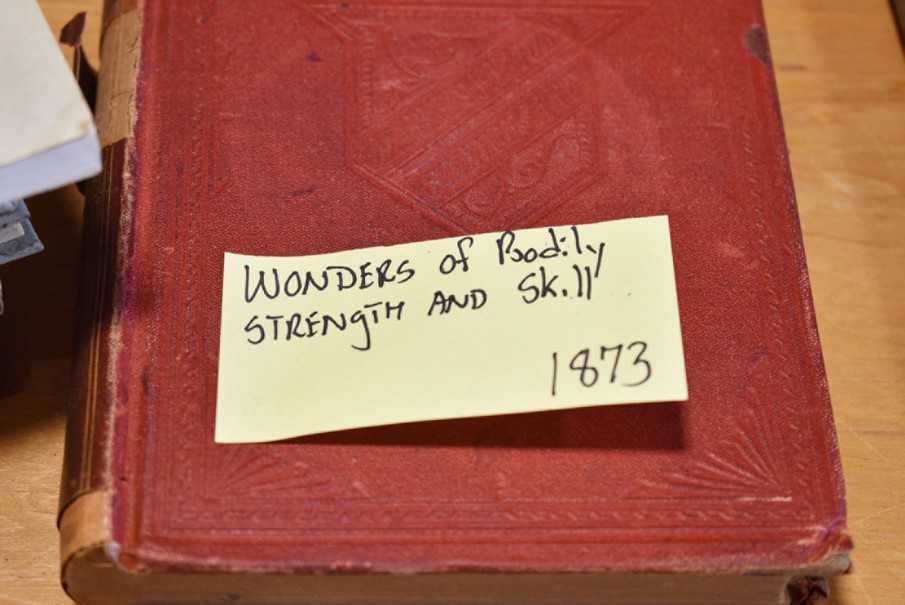 WONDERS of Bodily
STRENGTH AND Skill
1873